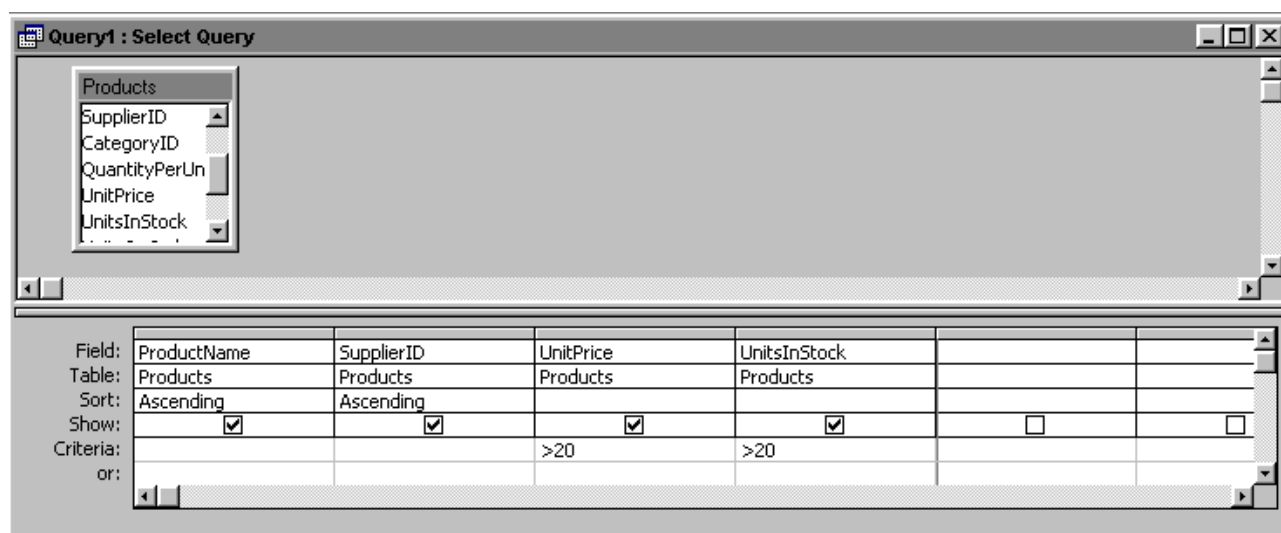 Query1 : Select Query
Products
SupplierID
CategoryID
QuantityPerUn
UnitPrice
UnitsInStock
Field: ProductName SupplierID UnitPrice UnitsInStock
Table: Products Products Products Products
Sort: Ascending Ascending
Show:
Criteria: >20 >20
or: